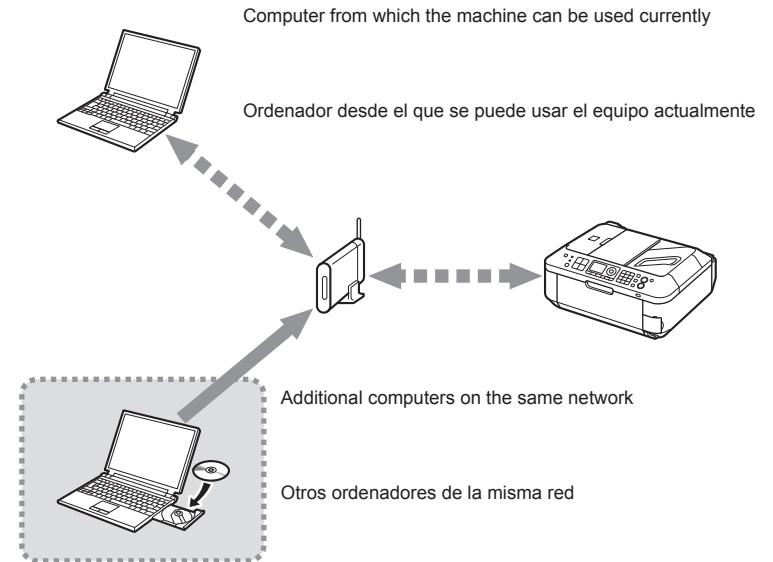 Computer from which the machine can be used currently
Ordenador desde el que se puede usar el equipo actualmente
Additional computers on the same network
Otros ordenadores de la misma red